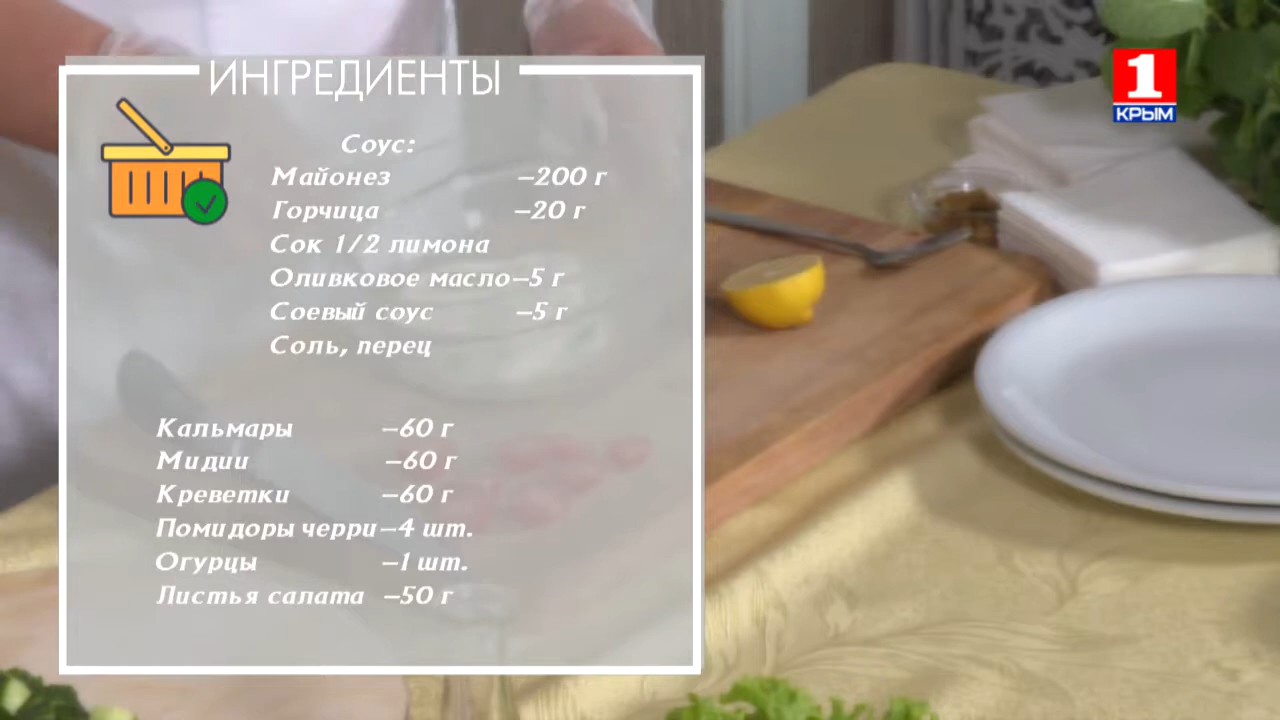 ИНГРЕДИЕНТЫ
1
КРЫМ
Соус:
Майонез –200 г
Горчица –20 г
Сок 1/2 лимона
Оливковое масло–5 г
Соевый соус –5 г
Соль, перец
Кальмары –60 г
Мидии –60 г
Креветки –60 г
Помидоры черри–4 шт.
Огурцы –1 шт.
Листья салата –50 г